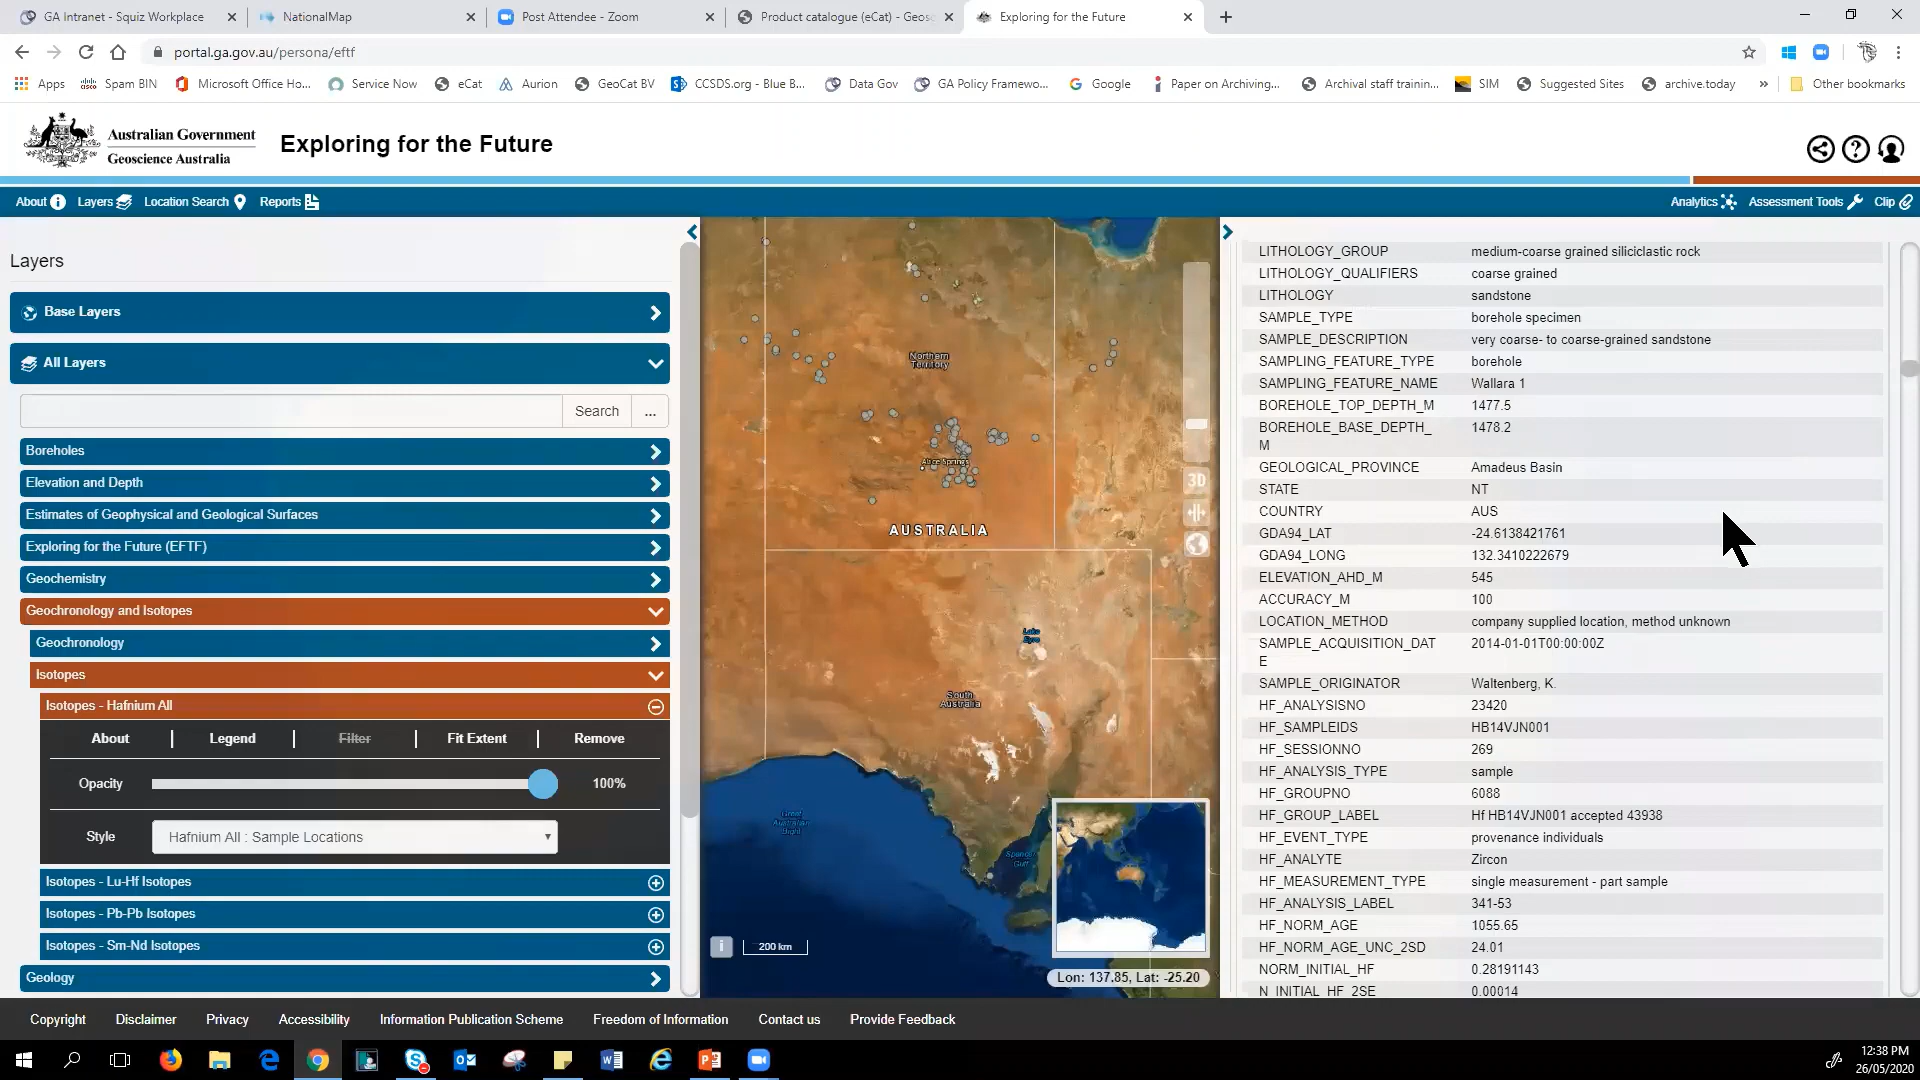 GA Intranet - Squiz Workplace
NationalMap
Post Attendee - Zoom
Product catalogue (eCat) - Geosc
Exploring for the Future
portal.ga.gov.au/persona/eftf
Apps
Spam BIN
Microsoft Office Ho...
Service Now
eCat
Aurion
GeoCat BV
CCSDS.org - Blue B...
Data Gov
GA Policy Framewo...
Google
Paper on Archiving...
Archival staff trainin...
SIM
Suggested Sites
archive.today
»
Other bookmarks
Australian Government
Geoscience Australia
Exploring for the Future
About
Layers
Location Search
Reports
Analytics
Assessment Tools
Clip
Layers
Base Layers
All Layers
Search
...
Boreholes
Elevation and Depth
Estimates of Geophysical and Geological Surfaces
Exploring for the Future (EFTF)
Geochemistry
Geochronology and Isotopes
Geochronology
Isotopes
Isotopes - Hafnium All
About | Legend | Filter | Fit Extent | Remove
Opacity 100%
Style Hafnium All : Sample Locations
Isotopes - Lu-Hf Isotopes
Isotopes - Pb-Pb Isotopes
Isotopes - Sm-Nd Isotopes
Geology
Northern
Territory
Alice Springs
AUSTRALIA
Lake
Eyre
South
Australia
Great
Australian
Bight
Spencer
Gulf
3D
i
200 km
Lon: 137.85, Lat: -25.20
LITHOLOGY_GROUP medium-coarse grained siliciclastic rock
LITHOLOGY_QUALIFIERS coarse grained
LITHOLOGY sandstone
SAMPLE_TYPE borehole specimen
SAMPLE_DESCRIPTION very coarse- to coarse-grained sandstone
SAMPLING_FEATURE_TYPE borehole
SAMPLING_FEATURE_NAME Wallara 1
BOREHOLE_TOP_DEPTH_M 1477.5
BOREHOLE_BASE_DEPTH_ 1478.2
M
GEOLOGICAL_PROVINCE Amadeus Basin
STATE NT
COUNTRY AUS
GDA94_LAT -24.6138421761
GDA94_LONG 132.3410222679
ELEVATION_AHD_M 545
ACCURACY_M 100
LOCATION_METHOD company supplied location, method unknown
SAMPLE_ACQUISITION_DAT 2014-01-01T00:00:00Z
E
SAMPLE_ORIGINATOR Waltenberg, K.
HF_ANALYSISNO 23420
HF_SAMPLEIDS HB14VJN001
HF_SESSIONNO 269
HF_ANALYSIS_TYPE sample
HF_GROUPNO 6088
HF_GROUP_LABEL Hf HB14VJN001 accepted 43938
HF_EVENT_TYPE provenance individuals
HF_ANALYTE Zircon
HF_MEASUREMENT_TYPE single measurement - part sample
HF_ANALYSIS_LABEL 341-53
HF_NORM_AGE 1055.65
HF_NORM_AGE_UNC_2SD 24.01
NORM_INITIAL_HF 0.28191143
N_INITIAL_HF_2SE 0.00014
Copyright
Disclaimer
Privacy
Accessibility
Information Publication Scheme
Freedom of Information
Contact us
Provide Feedback
12:38 PM
26/05/2020